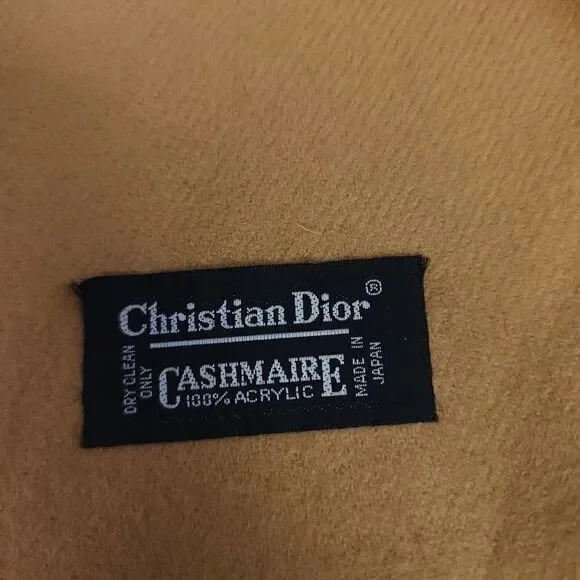 Christian Dior®
CASHMAIRE
100% ACRYLIC
DRY CLEAN
ONLY
MADE IN
JAPAN